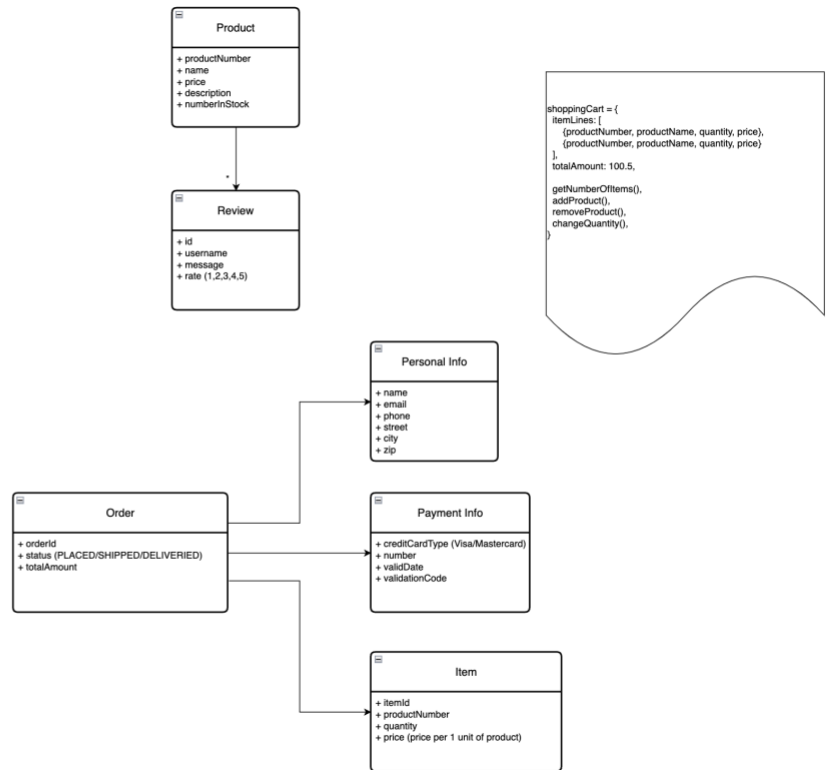 Product
+ productNumber
+ name
+ price
+ description
+ numberInStock
*
Review
+ id
+ username
+ message
+ rate (1,2,3,4,5)
shoppingCart = {
itemLines: [
{productNumber, productName, quantity, price},
{productNumber, productName, quantity, price}
],
totalAmount: 100.5,
getNumberOfItems(),
addProduct(),
removeProduct(),
changeQuantity(),
}
Personal Info
+ name
+ email
+ phone
+ street
+ city
+ zip
Order
+ orderId
+ status (PLACED/SHIPPED/DELIVERIED)
+ totalAmount
Payment Info
+ creditCardType (Visa/Mastercard)
+ number
+ validDate
+ validationCode
Item
+ itemId
+ productNumber
+ quantity
+ price (price per 1 unit of product)